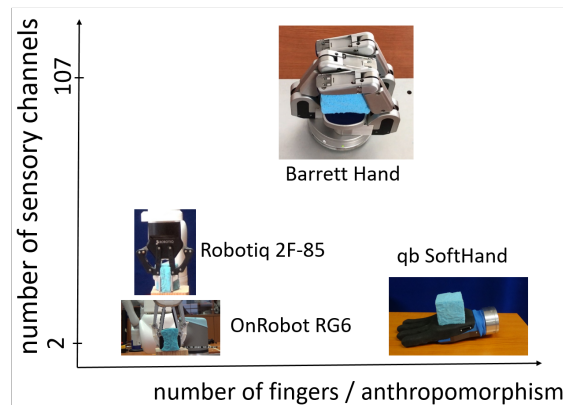 number of sensory channels
107
2
Barrett Hand
Robotiq 2F-85
qb SoftHand
OnRobot RG6
number of fingers / anthropomorphism